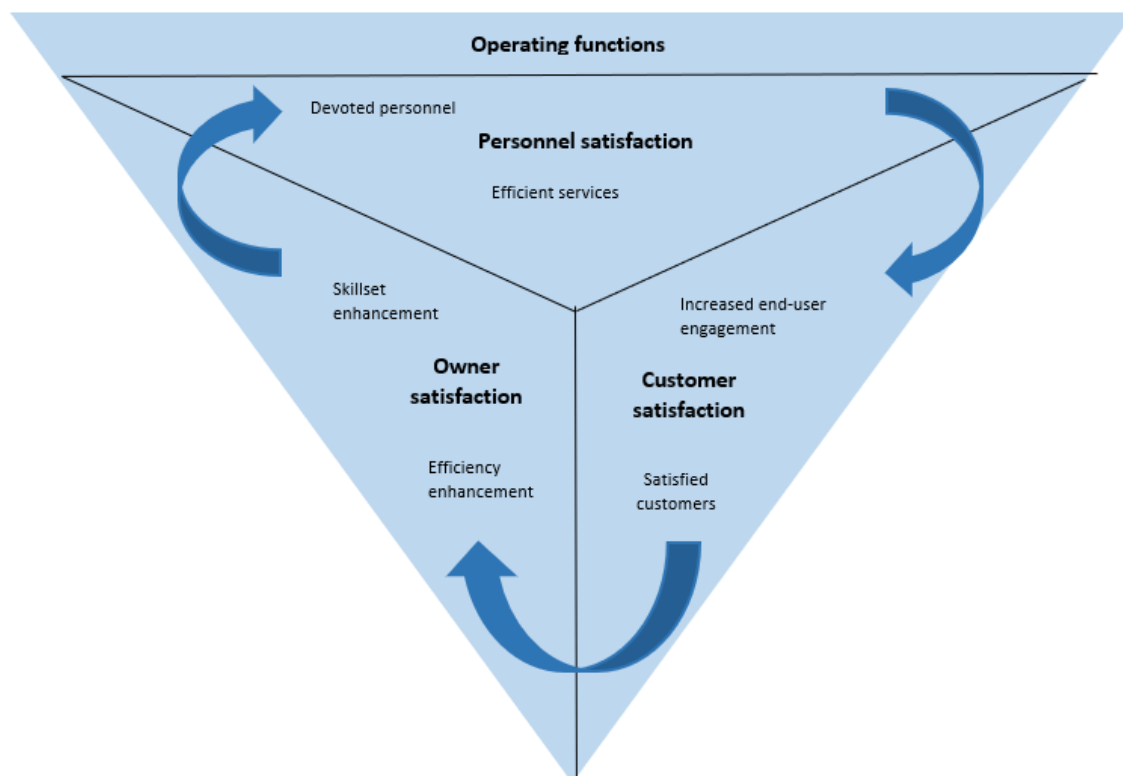 Operating functions
Devoted personnel
Personnel satisfaction
Efficient services
Skillset
enhancement
Increased end-user
engagement
Owner
satisfaction
Customer
satisfaction
Efficiency
enhancement
Satisfied
customers